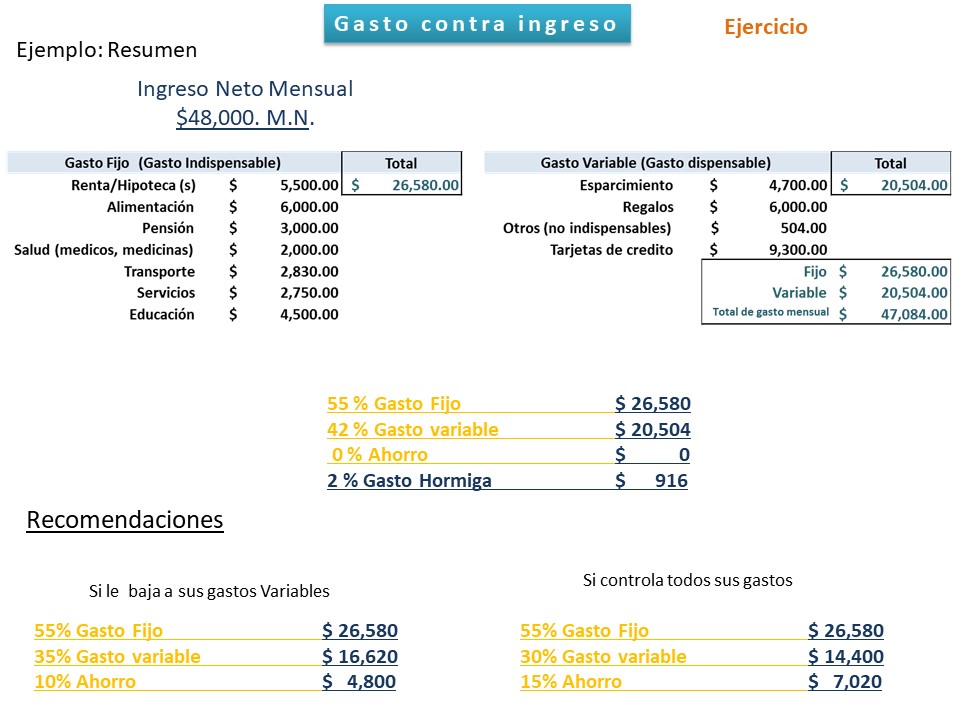 Gasto contra ingreso
Ejercicio
Ejemplo: Resumen
Ingreso Neto Mensual
$48,000. M.N.
Gasto Fijo (Gasto Indispensable) Total
Renta/Hipoteca (s) $ 5,500.00 $ 26,580.00
Alimentación $ 6,000.00
Pensión $ 3,000.00
Salud (medicos, medicinas) $ 2,000.00
Transporte $ 2,830.00
Servicios $ 2,750.00
Educación $ 4,500.00
Gasto Variable (Gasto dispensable) Total
Esparcimiento $ 4,700.00 $ 20,504.00
Regalos $ 6,000.00
Otros (no indispensables) $ 504.00
Tarjetas de credito $ 9,300.00
Fijo $ 26,580.00
Variable $ 20,504.00
Total de gasto mensual $ 47,084.00
55 % Gasto Fijo $ 26,580
42 % Gasto variable $ 20,504
0 % Ahorro $ 0
2 % Gasto Hormiga $ 916
Recomendaciones
Si le baja a sus gastos Variables
55% Gasto Fijo $ 26,580
35% Gasto variable $ 16,620
10% Ahorro $ 4,800
Si controla todos sus gastos
55% Gasto Fijo $ 26,580
30% Gasto variable $ 14,400
15% Ahorro $ 7,020